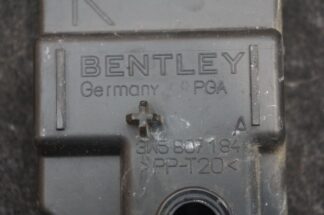 K
BENTLEY
Germany PGA
3W5 807 184
>PP-T20<